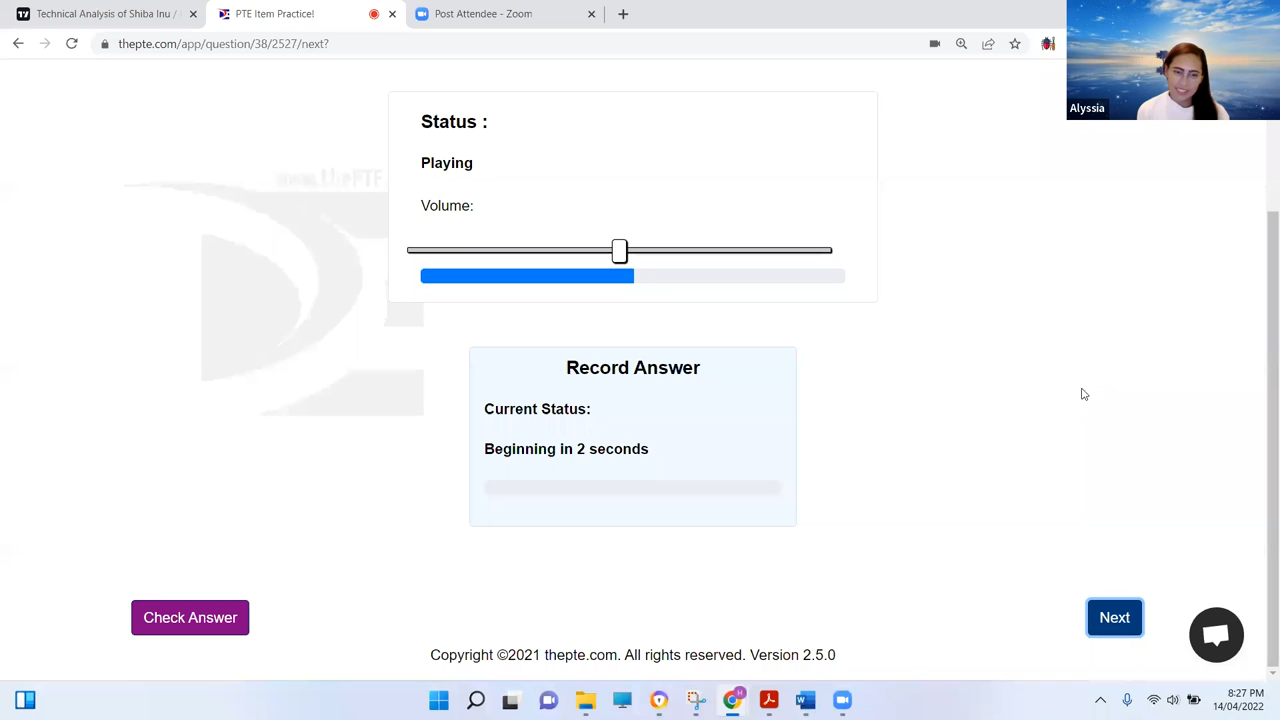 Technical Analysis of Shiba Inu /
PTE Item Practice!
Post Attendee - Zoom
thepte.com/app/question/38/2527/next?
Alyssia
Status :
Playing
Volume:
Record Answer
Current Status:
Beginning in 2 seconds
Check Answer
Next
Copyright ©2021 thepte.com. All rights reserved. Version 2.5.0
8:27 PM
14/04/2022